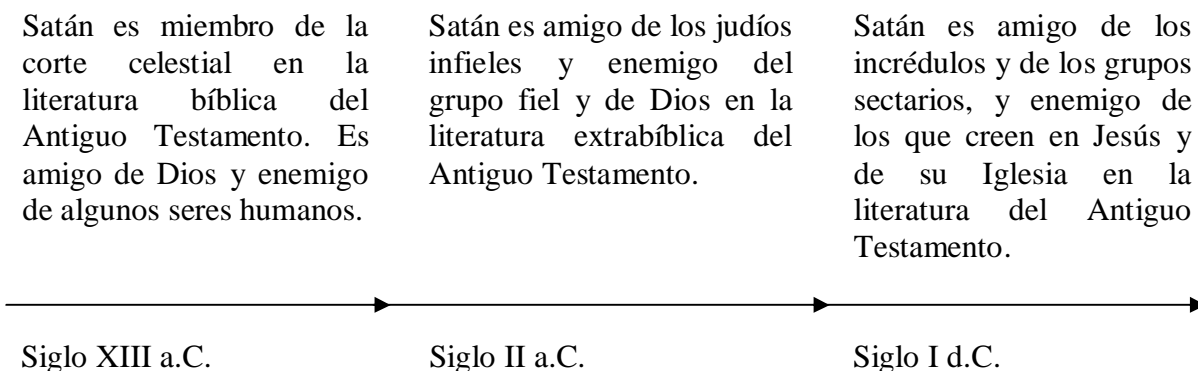 Satán es miembro de la
corte celestial en la
literatura bíblica del
Antiguo Testamento. Es
amigo de Dios y enemigo
de algunos seres humanos.
Satán es amigo de los judíos
infieles y enemigo del
grupo fiel y de Dios en la
literatura extrabíblica del
Antiguo Testamento.
Satán es amigo de los
incrédulos y de los grupos
sectarios, y enemigo de
los que creen en Jesús y
de su Iglesia en la
literatura del Antiguo
Testamento.
Siglo XIII a.C.
Siglo II a.C.
Siglo I d.C.